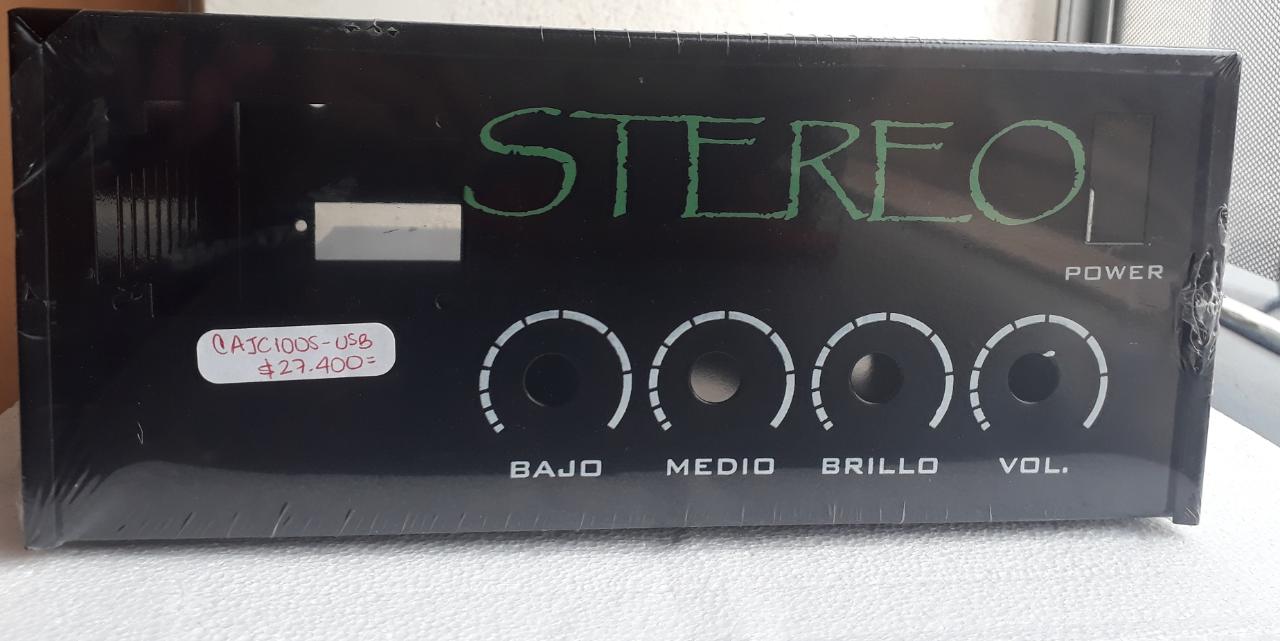 STEREO
POWER
CAJC100S-USB
$27.400=
BAJO MEDIO BRILLO VOL.